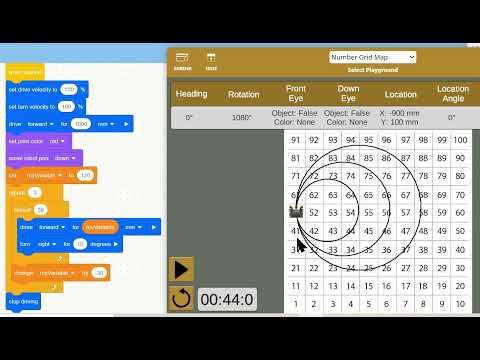 when started
set drive velocity to 100 %
set turn velocity to 100 %
drive forward for 1000 mm
set print color red
move robot pen down
set myVariable to 120
repeat 3
repeat 36
drive forward for myVariable mm
turn right for 10 degrees
change myVariable by -30
stop driving
SHRINK HIDE
Number Grid Map
Select Playground
Heading Rotation Front Eye Down Eye Location Location Angle
0° 1080° Object: False Color: None Object: False Color: None X: -900 mm Y: 100 mm 0°
91 92 93 94 95 96 97 98 99 100
81 82 83 84 85 86 87 88 89 90
71 72 73 74 75 76 77 78 79 80
61 62 63 64 65 66 67 68 69 70
52 53 54 55 56 57 58 59 60
41 42 43 44 45 46 47 48 49 50
31 32 33 34 35 36 37 38 39 40
21 22 23 24 25 26 27 28 29 30
11 12 13 14 15 16 17 18 19 20
1 2 3 4 5 6 7 8 9 10
00:44:0